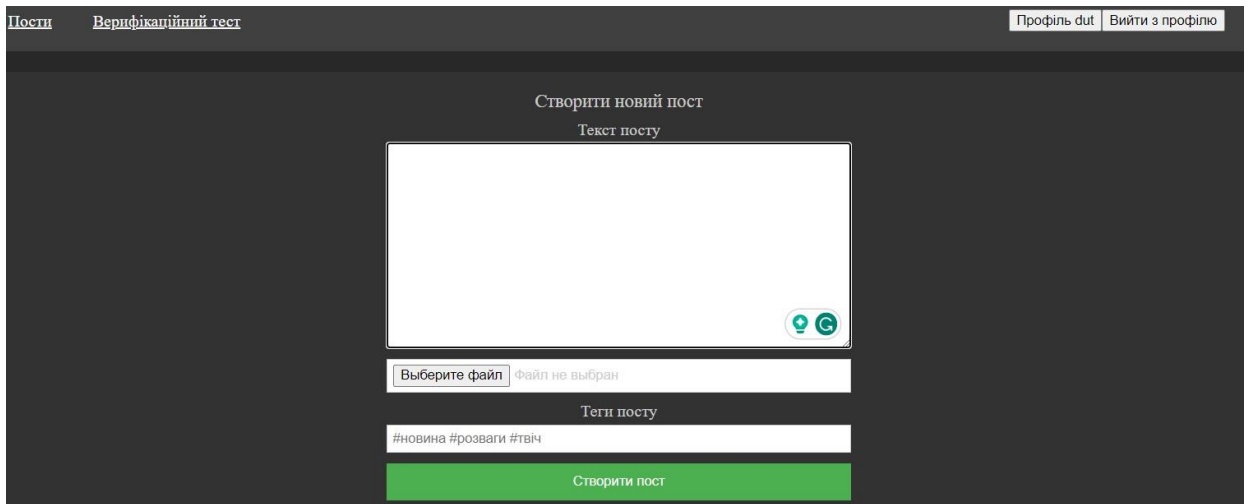 Пости Верифікаційний тест Профіль dut Вийти з профілю
Створити новий пост
Текст посту
Выберите файл Файл не выбран
Теги посту
#новина #розваги #твіч
Створити пост